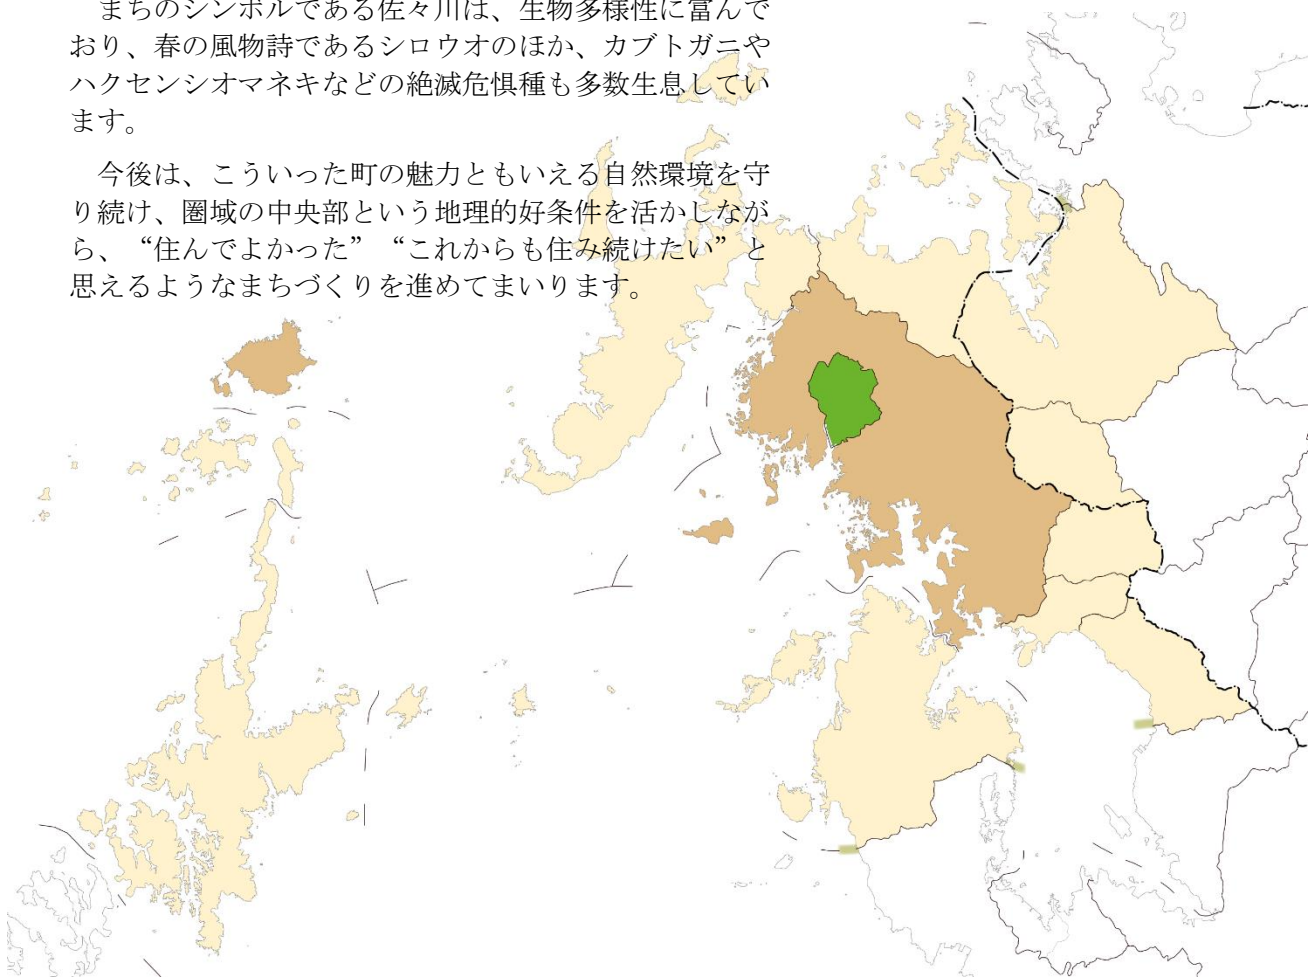 まちのシンボルである佐々川は、生物多様性に富んで
おり、春の風物詩であるシロウオのほか、カブトガニや
ハクセンシオマネキなどの絶滅危惧種も多数生息してい
ます。
今後は、こういった町の魅力ともいえる自然環境を守
り続け、圏域の中央部という地理的好条件を活かしなが
ら、“住んでよかった”“これからも住み続けたい”と
思えるようなまちづくりを進めてまいります。